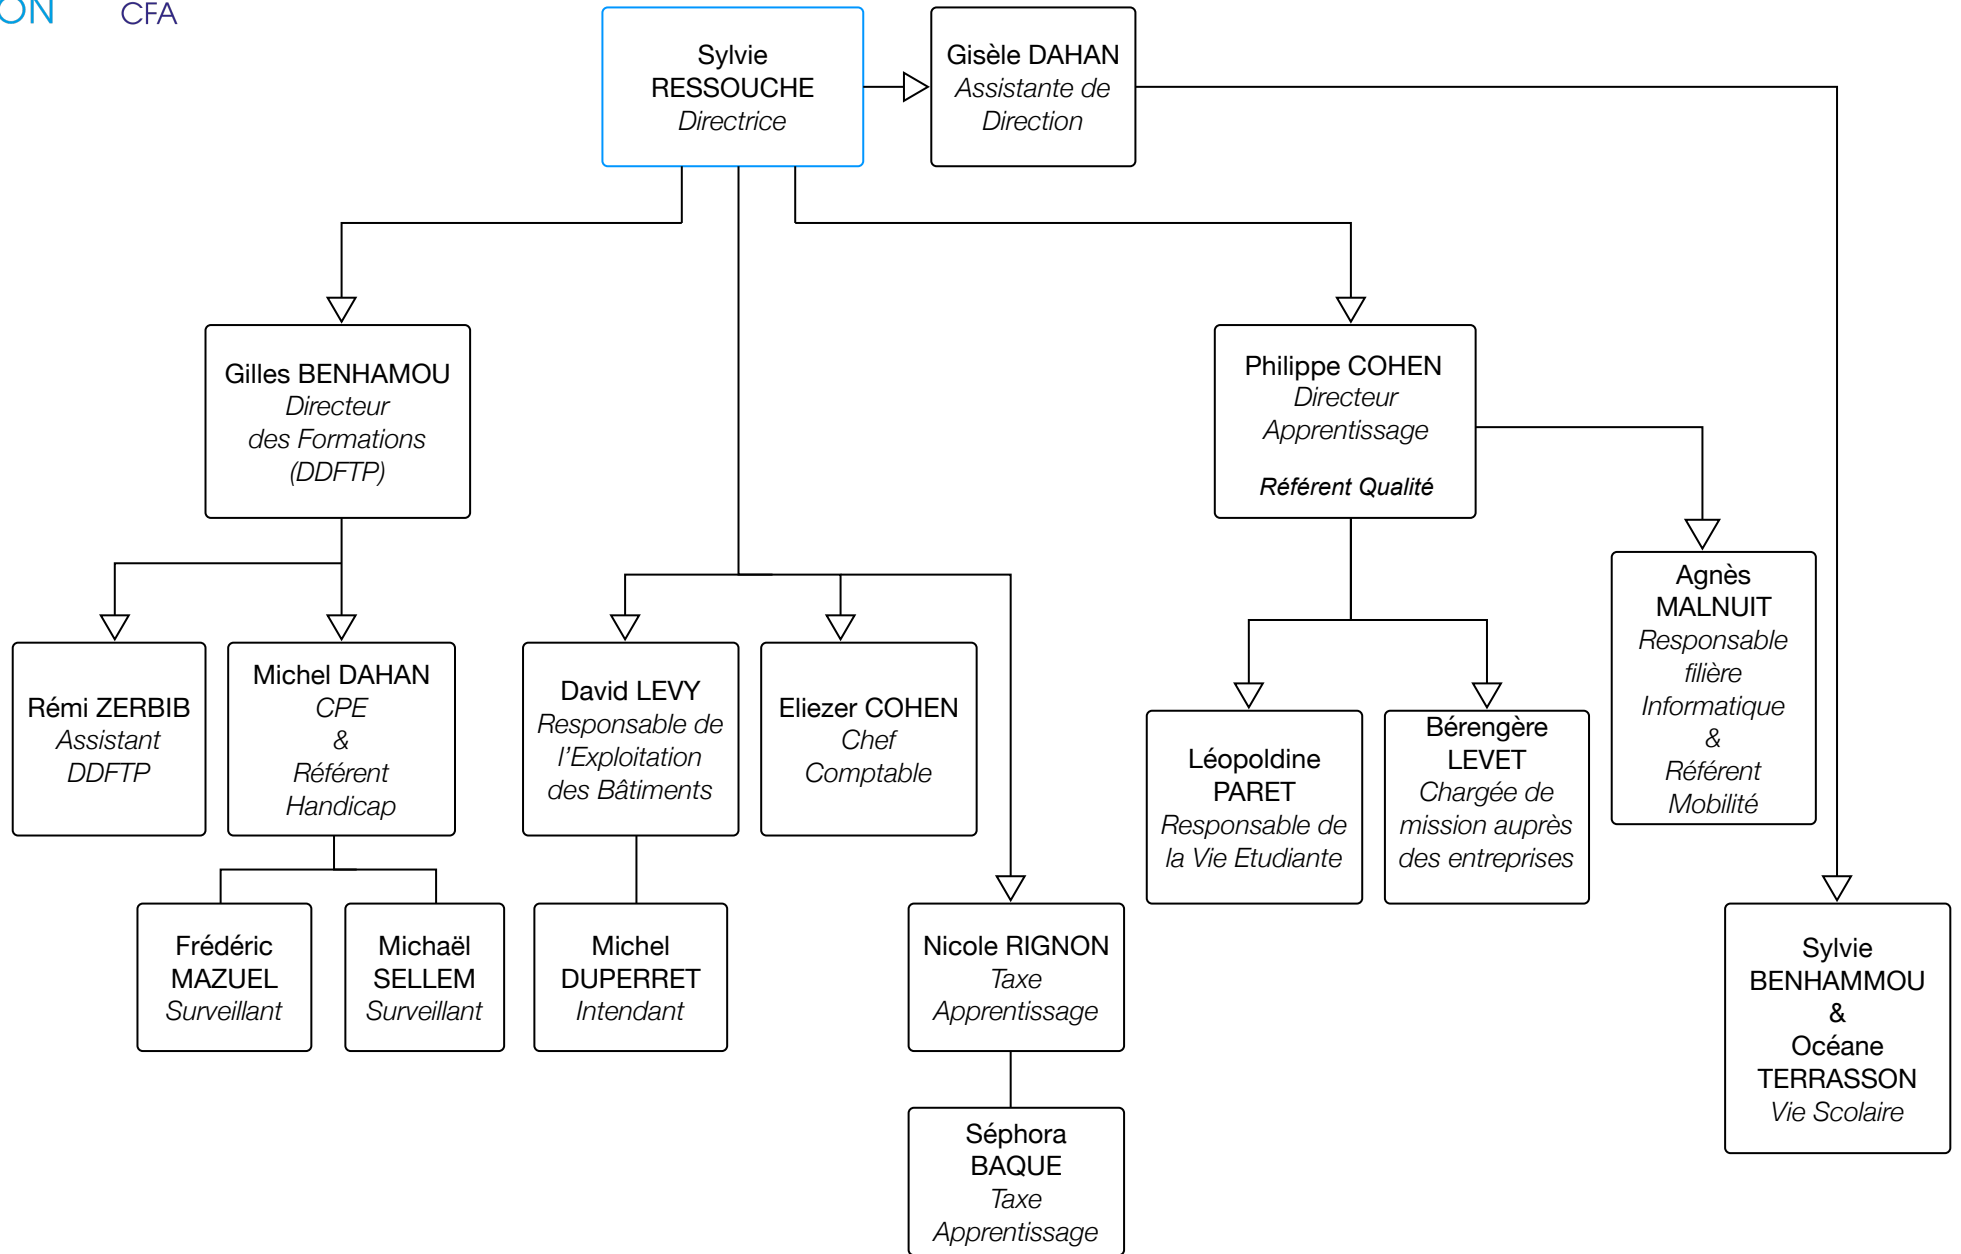 ON
CFA
Sylvie
RESSOUCHE
Directrice
Gisèle DAHAN
Assistante de
Direction
Gilles BENHAMOU
Directeur
des Formations
(DDFTP)
Philippe COHEN
Directeur
Apprentissage
Référent Qualité
Rémi ZERBIB
Assistant
DDFTP
Michel DAHAN
CPE
&
Référent
Handicap
David LEVY
Responsable de
l’Exploitation
des Bâtiments
Eliezer COHEN
Chef
Comptable
Léopoldine
PARET
Responsable de
la Vie Etudiante
Bérengère
LEVET
Chargée de
mission auprès
des entreprises
Agnès
MALNUIT
Responsable
filière
Informatique
&
Référent
Mobilité
Frédéric
MAZUEL
Surveillant
Michaël
SELLEM
Surveillant
Michel
DUPERRET
Intendant
Nicole RIGNON
Taxe
Apprentissage
Sylvie
BENHAMMOU
&
Océane
TERRASSON
Vie Scolaire
Séphora
BAQUE
Taxe
Apprentissage